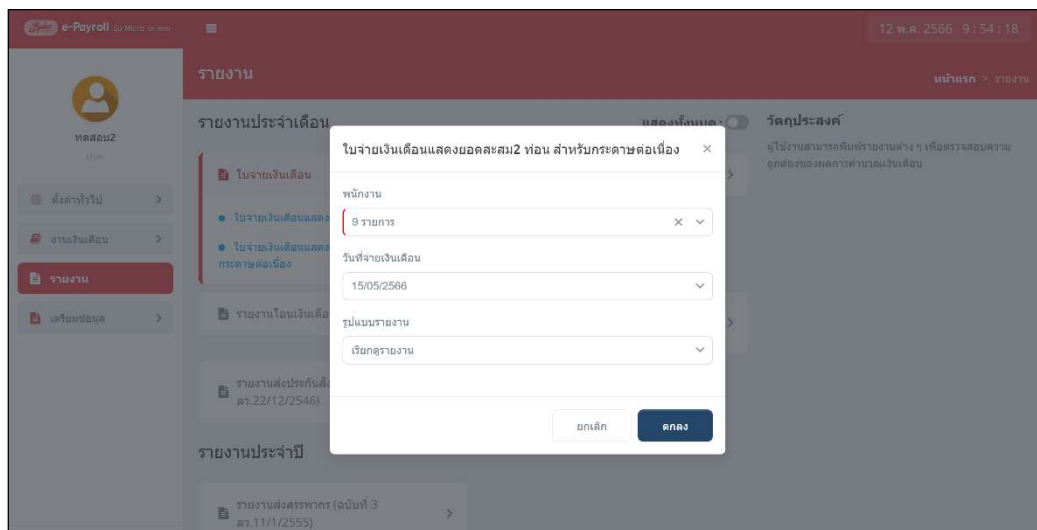 e-Payroll รุ่น Micro
12 พ.ค. 2566 9 : 54 : 18
รายงาน
หน้าแรก > รายงาน
ทดสอบ2
User
ตั้งค่าทั่วไป
งานเงินเดือน
รายงาน
เตรียมข้อมูล
รายงานประจำเดือน
แสดงทั้งหมด :
วัตถุประสงค์
ผู้ใช้งานสามารถพิมพ์รายงานต่าง ๆ เพื่อตรวจสอบความ
ถูกต้องของผลการคำนวณเงินเดือน
ใบจ่ายเงินเดือน
ใบจ่ายเงินเดือนแสดง
ใบจ่ายเงินเดือนแสดง
กระดาษต่อเนื่อง
รายงานโอนเงินเดือ
รายงานส่งประกันสั
ลว.22/12/2546)
รายงานประจำปี
รายงานส่งสรรพากร (ฉบับที่ 3
ลว.11/1/2555)
ใบจ่ายเงินเดือนแสดงยอดสะสม2 ท่อน สำหรับกระดาษต่อเนื่อง
พนักงาน
9 รายการ
วันที่จ่ายเงินเดือน
15/05/2566
รูปแบบรายงาน
เรียกดูรายงาน
ยกเลิก
ตกลง